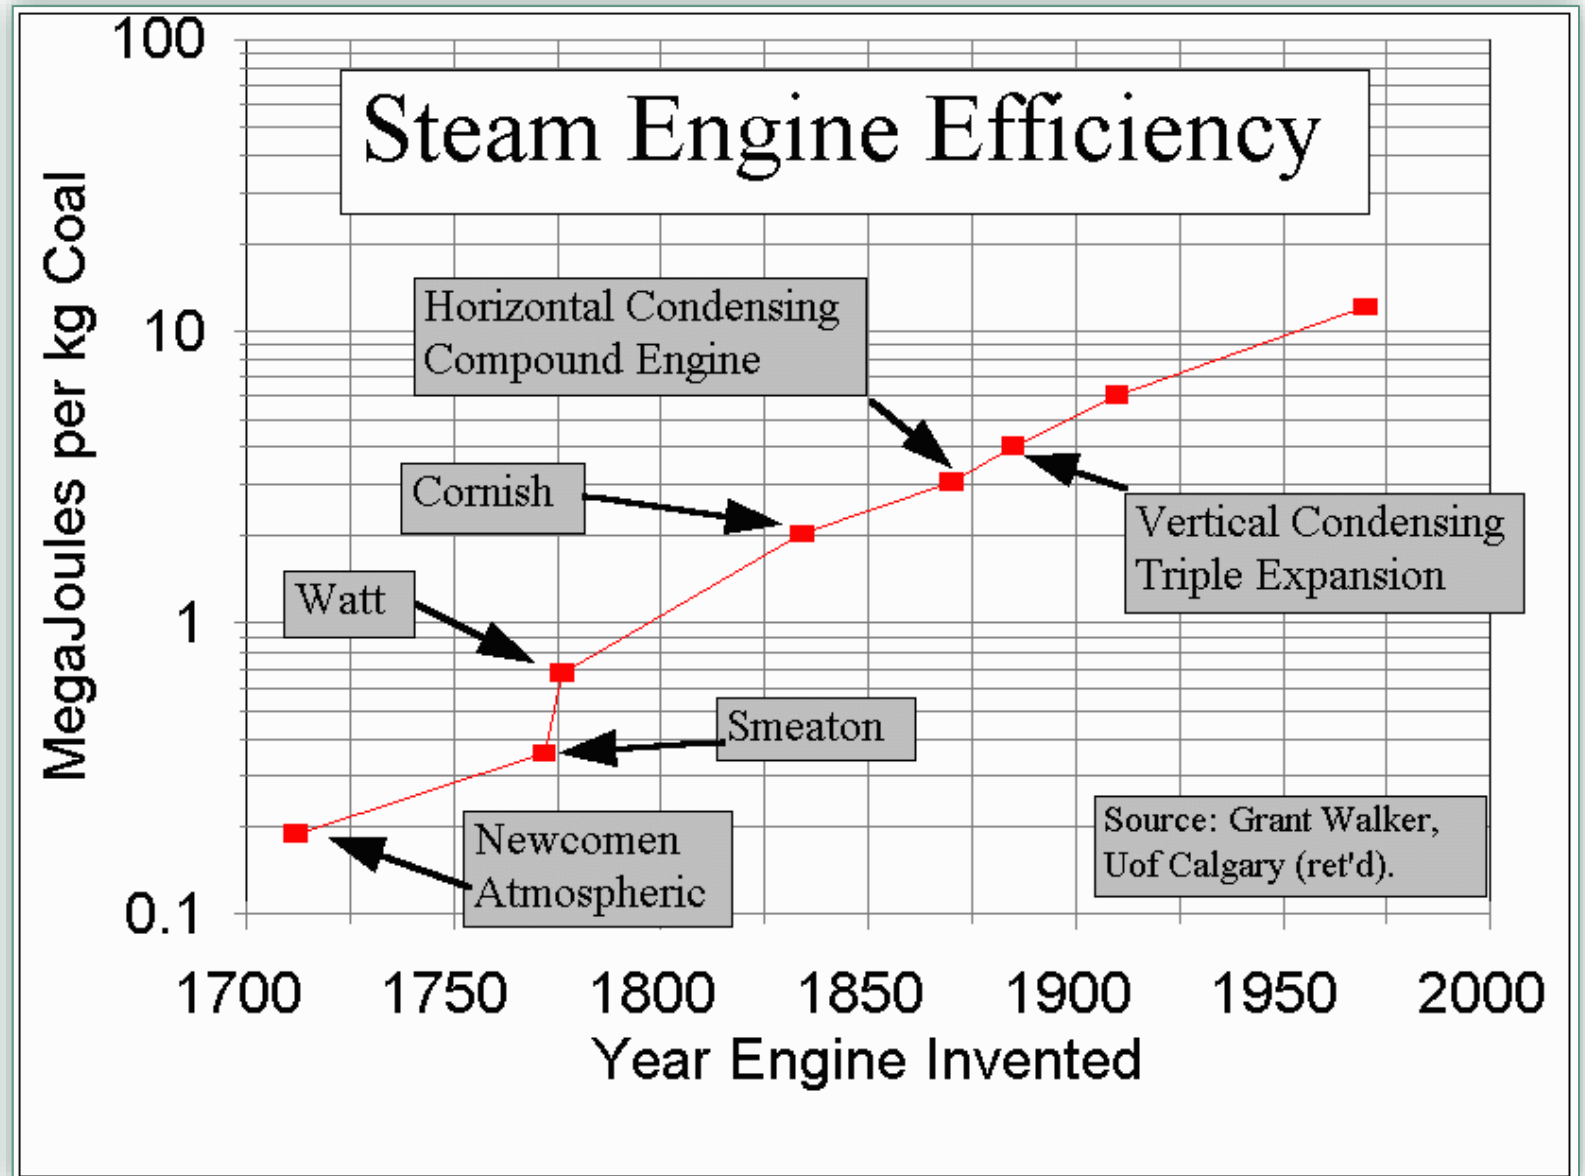 100
Steam Engine Efficiency
MegaJoules per kg Coal
Horizontal Condensing
Compound Engine
10
Cornish
Vertical Condensing
Triple Expansion
Watt
1
Smeaton
Newcomen
Atmospheric
Source: Grant Walker,
Uof Calgary (ret'd).
0.1
1700 1750 1800 1850 1900 1950 2000
Year Engine Invented